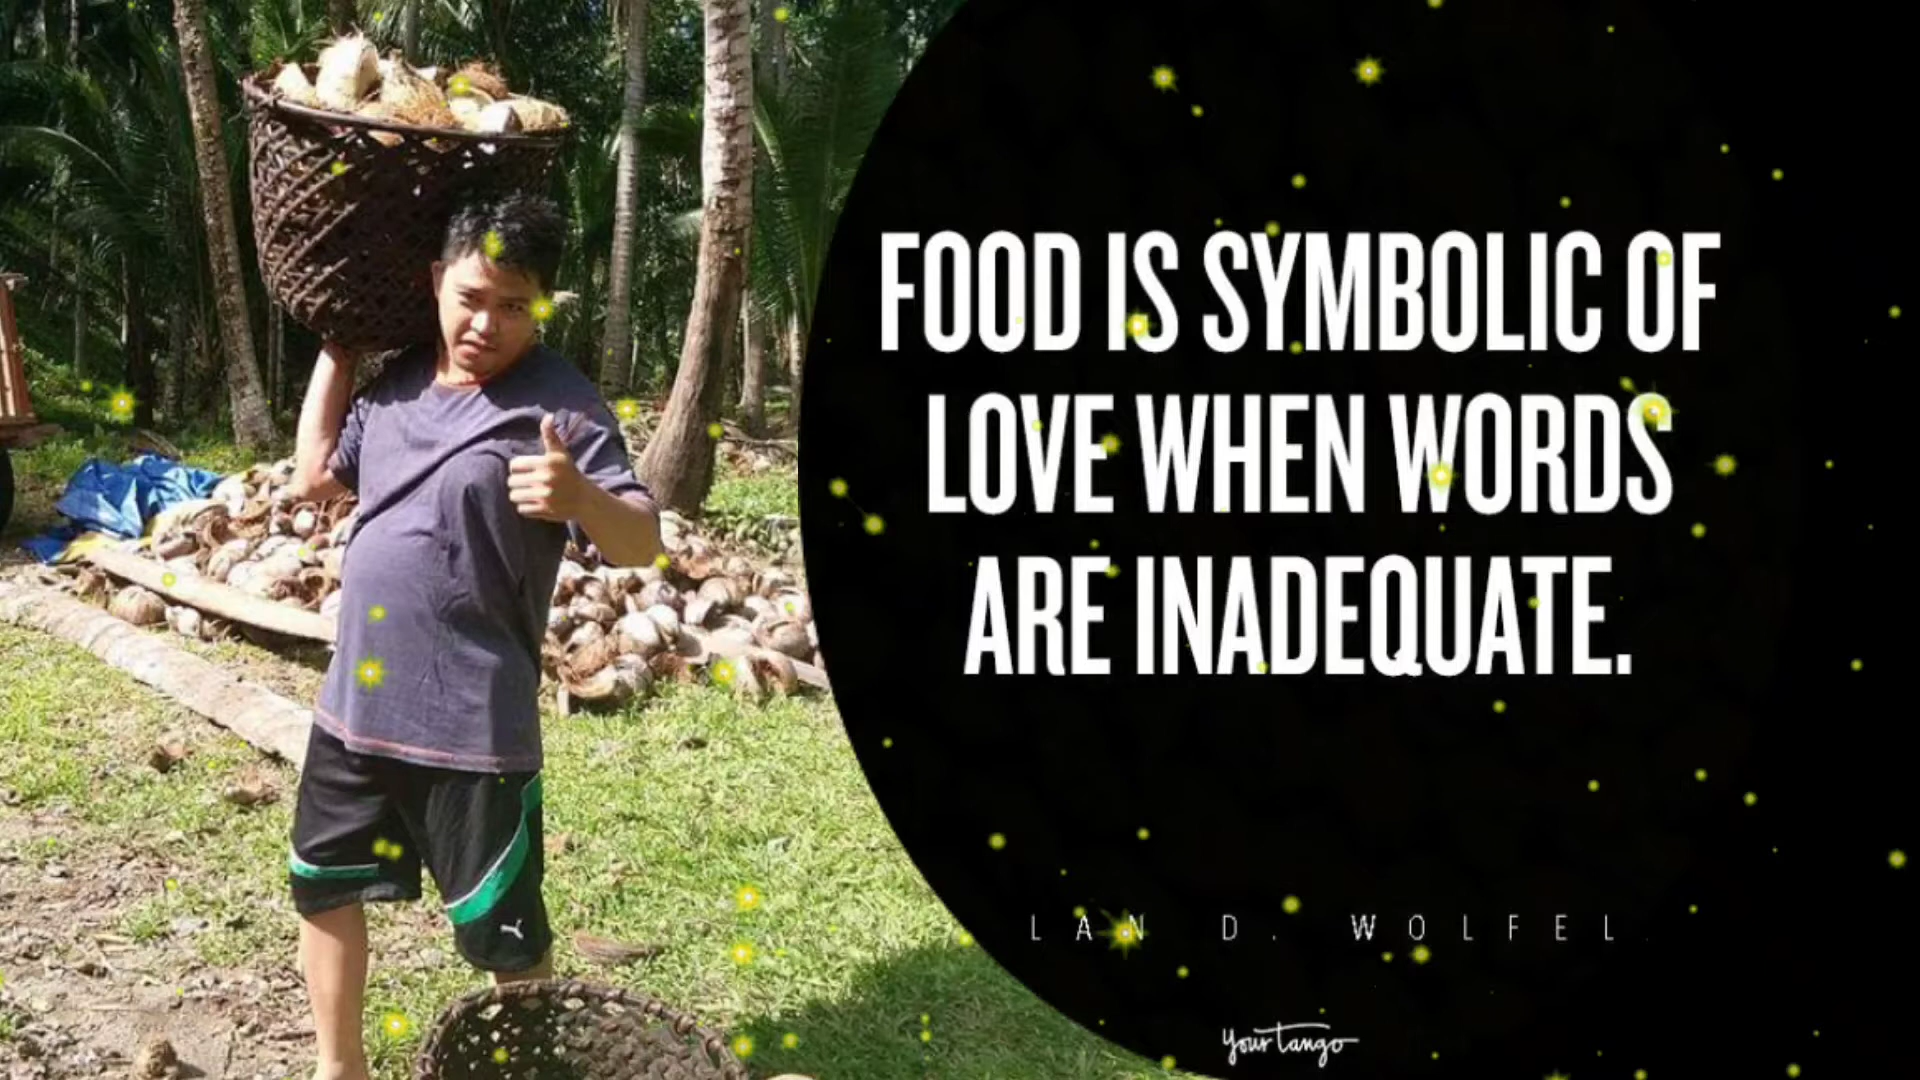 FOOD IS SYMBOLIC OF
LOVE WHEN WORDS
ARE INADEQUATE.
LAN D. WOLFEL
yourtango